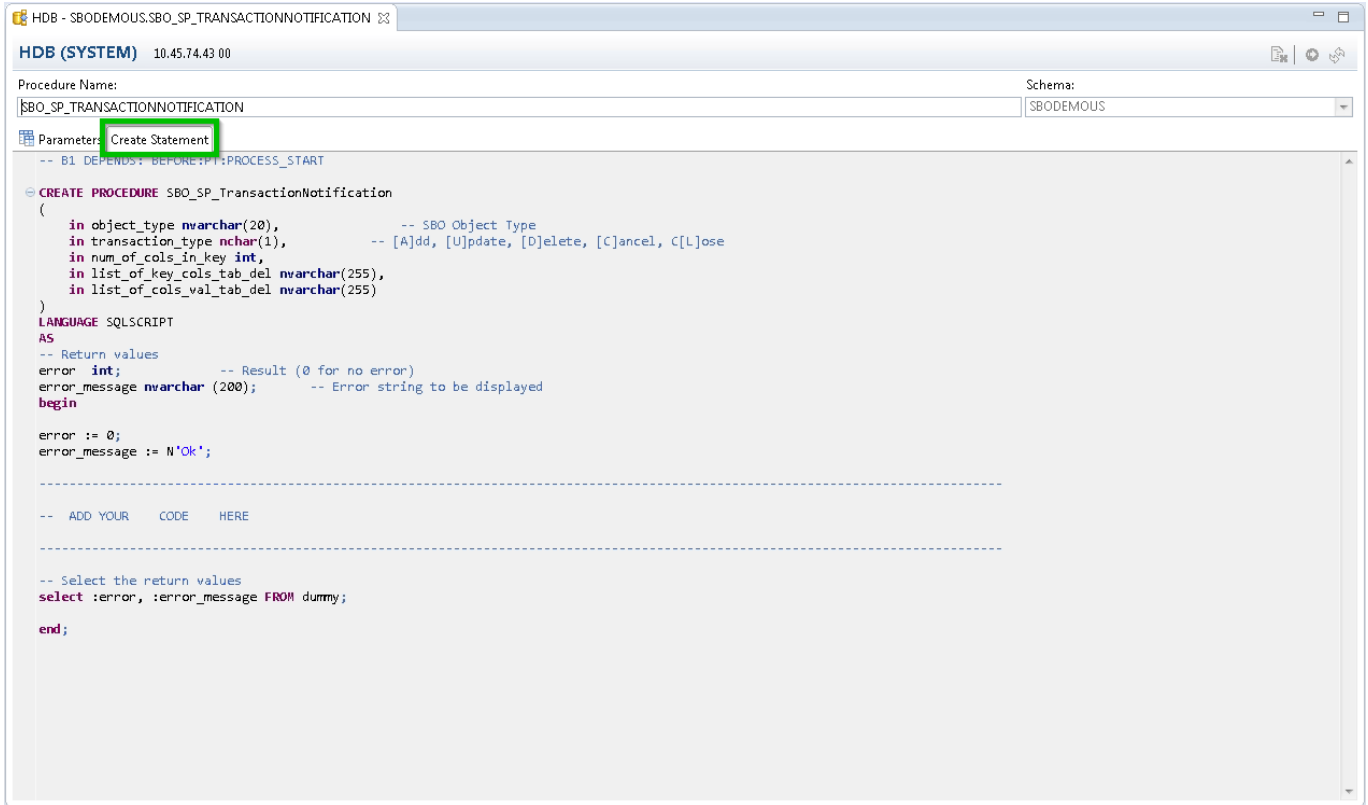 HDB - SBODEMOUS.SBO_SP_TRANSACTIONNOTIFICATION
HDB (SYSTEM) 10.45.74.43 00
Procedure Name:
Schema:
SBO_SP_TRANSACTIONNOTIFICATION
SBODEMOUS
Parameters
Create Statement
-- B1 DEPENDS: BEFORE:PT:PROCESS_START
CREATE PROCEDURE SBO_SP_TransactionNotification
(
in object_type nvarchar(20), -- SBO Object Type
in transaction_type nchar(1), -- [A]dd, [U]pdate, [D]elete, [C]ancel, C[L]ose
in num_of_cols_in_key int,
in list_of_key_cols_tab_del nvarchar(255),
in list_of_cols_val_tab_del nvarchar(255)
)
LANGUAGE SQLSCRIPT
AS
-- Return values
error int; -- Result (0 for no error)
error_message nvarchar (200); -- Error string to be displayed
begin
error := 0;
error_message := N'Ok';
--------------------------------------------------------------------------------------------------------------------------------
-- ADD YOUR CODE HERE
--------------------------------------------------------------------------------------------------------------------------------
-- Select the return values
select :error, :error_message FROM dummy;
end;